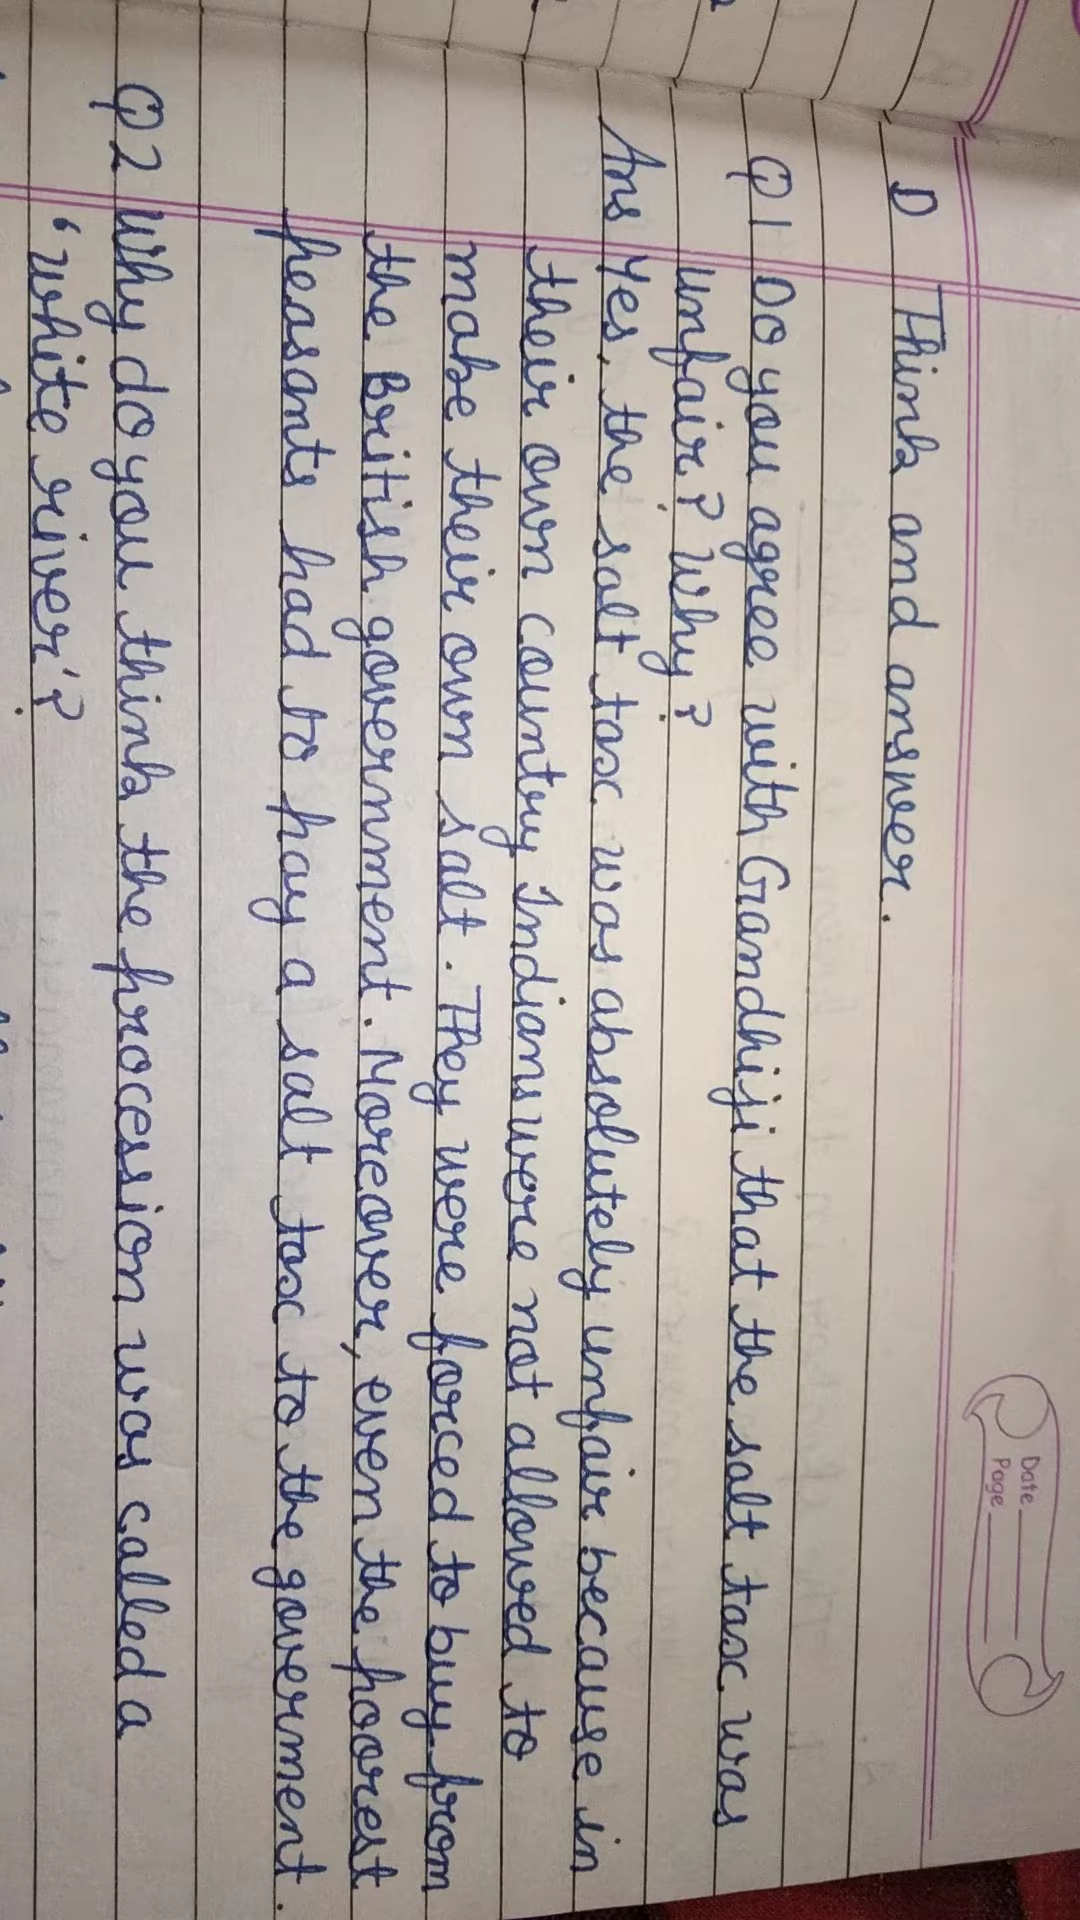 Date
Page
D Think and answer.
Q1 Do you agree with Gandhiji that the salt tax was
unfair? Why?
Ans Yes, the salt tax was absolutely unfair because in
their own country Indians were not allowed to
make their own salt. They were forced to buy from
the British government. Moreover, even the poorest
peasants had to pay a salt tax to the goverment.
Q2 Why do you think the procession was called a
'white river'?